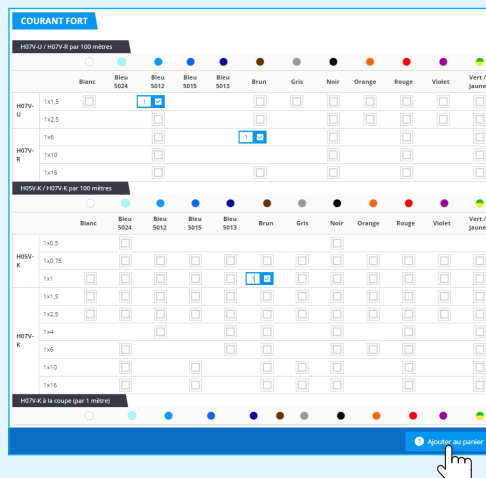 COURANT FORT
H07V-U / H07V-R par 100 mètres
Blanc Bleu 5024 Bleu 5012 Bleu 5015 Bleu 5013 Brun Gris Noir Orange Rouge Violet Vert / Jaune
H07V-U
1x1,5 1
1x2,5
H07V-R
1x6 1
1x10
1x16
H05V-K / H07V-K par 100 mètres
Blanc Bleu 5024 Bleu 5012 Bleu 5015 Bleu 5013 Brun Gris Noir Orange Rouge Violet Vert / Jaune
H05V-K
1x0,5
1x0,75
1x1 1
H07V-K
1x1,5
1x2,5
1x4
1x6
1x10
1x16
H07V-K à la coupe (par 1 mètre)
Ajouter au panier